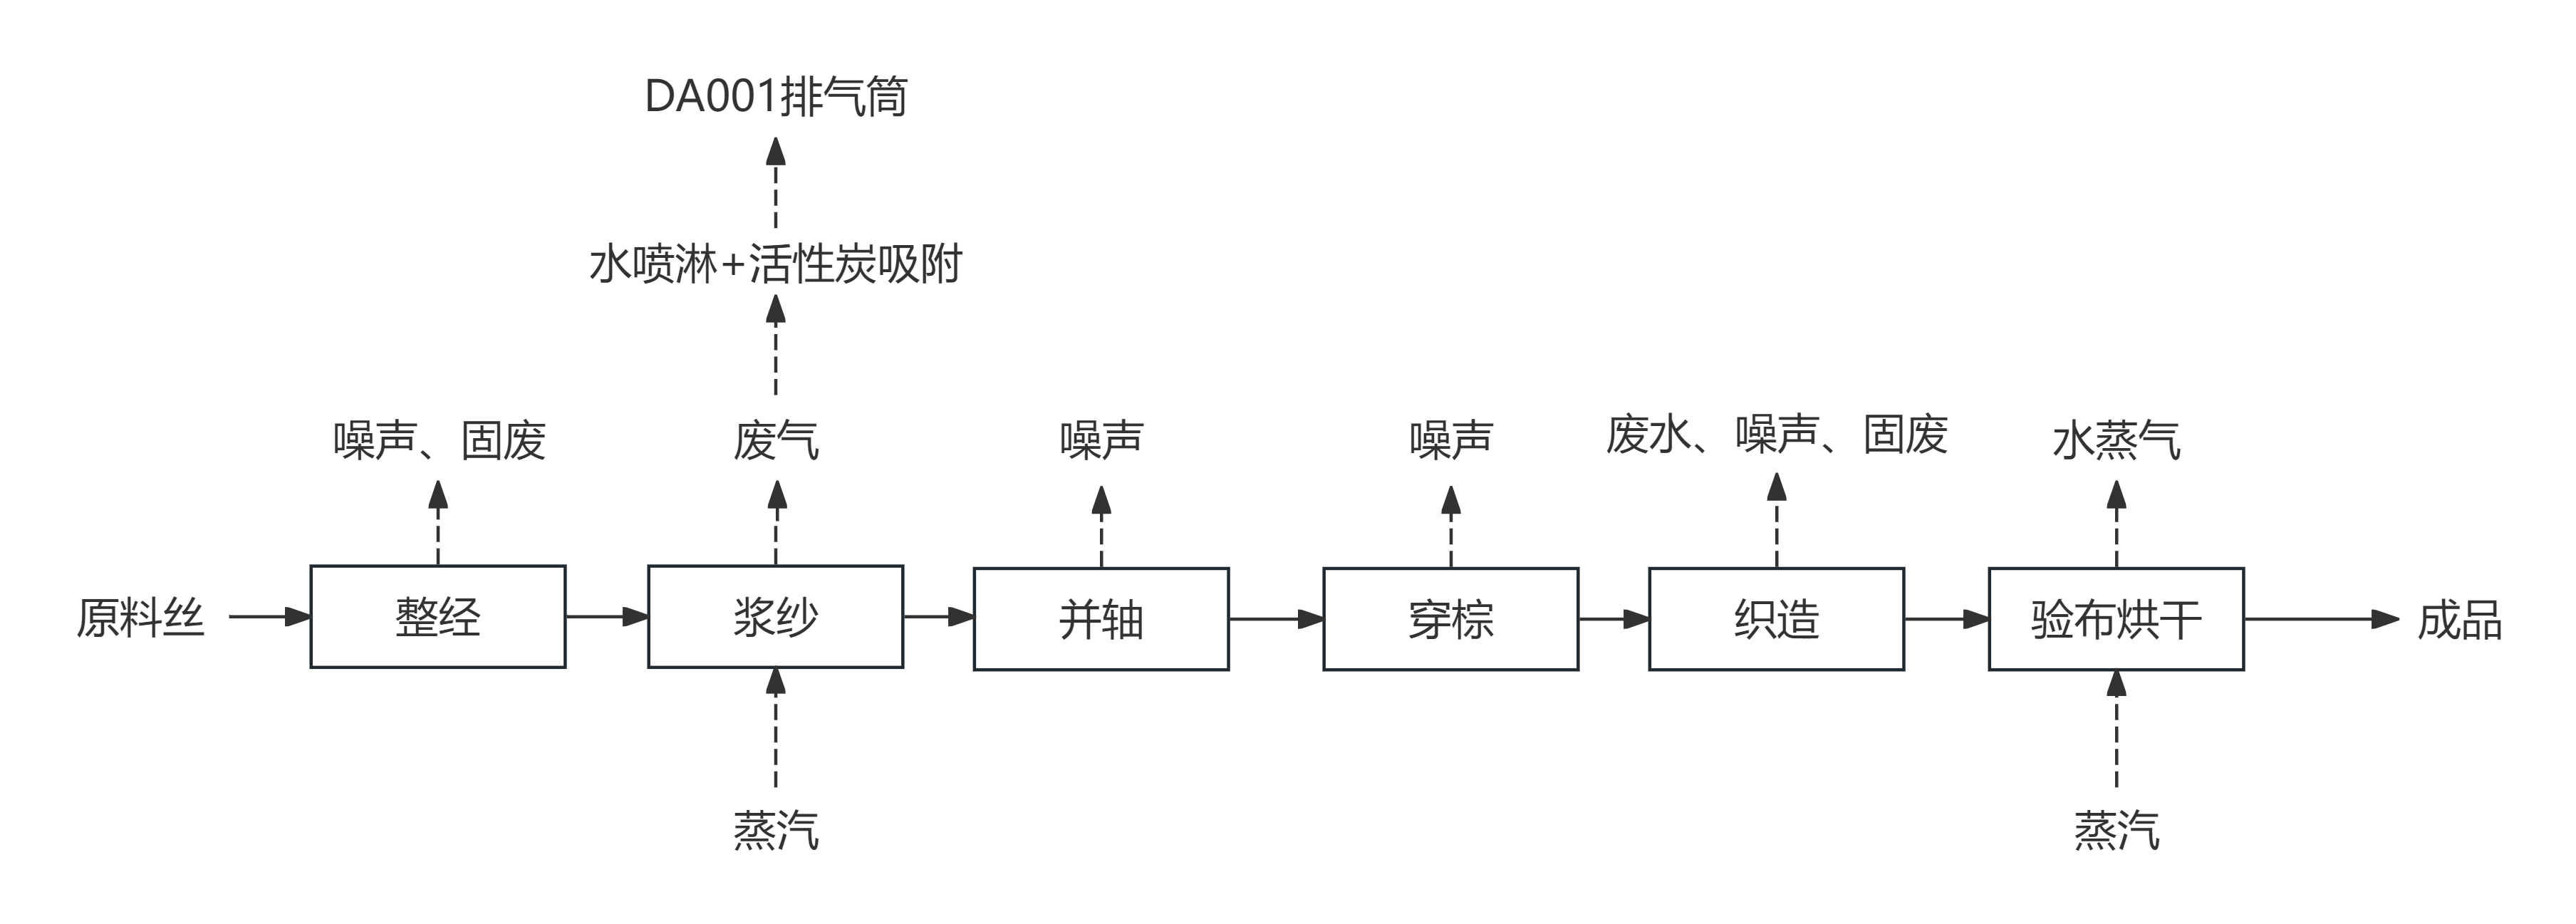 DA001排气筒
水喷淋+活性炭吸附
噪声、固废
废气
噪声
噪声
废水、噪声、固废
水蒸气
原料丝
整经
浆纱
并轴
穿棕
织造
验布烘干
成品
蒸汽
蒸汽